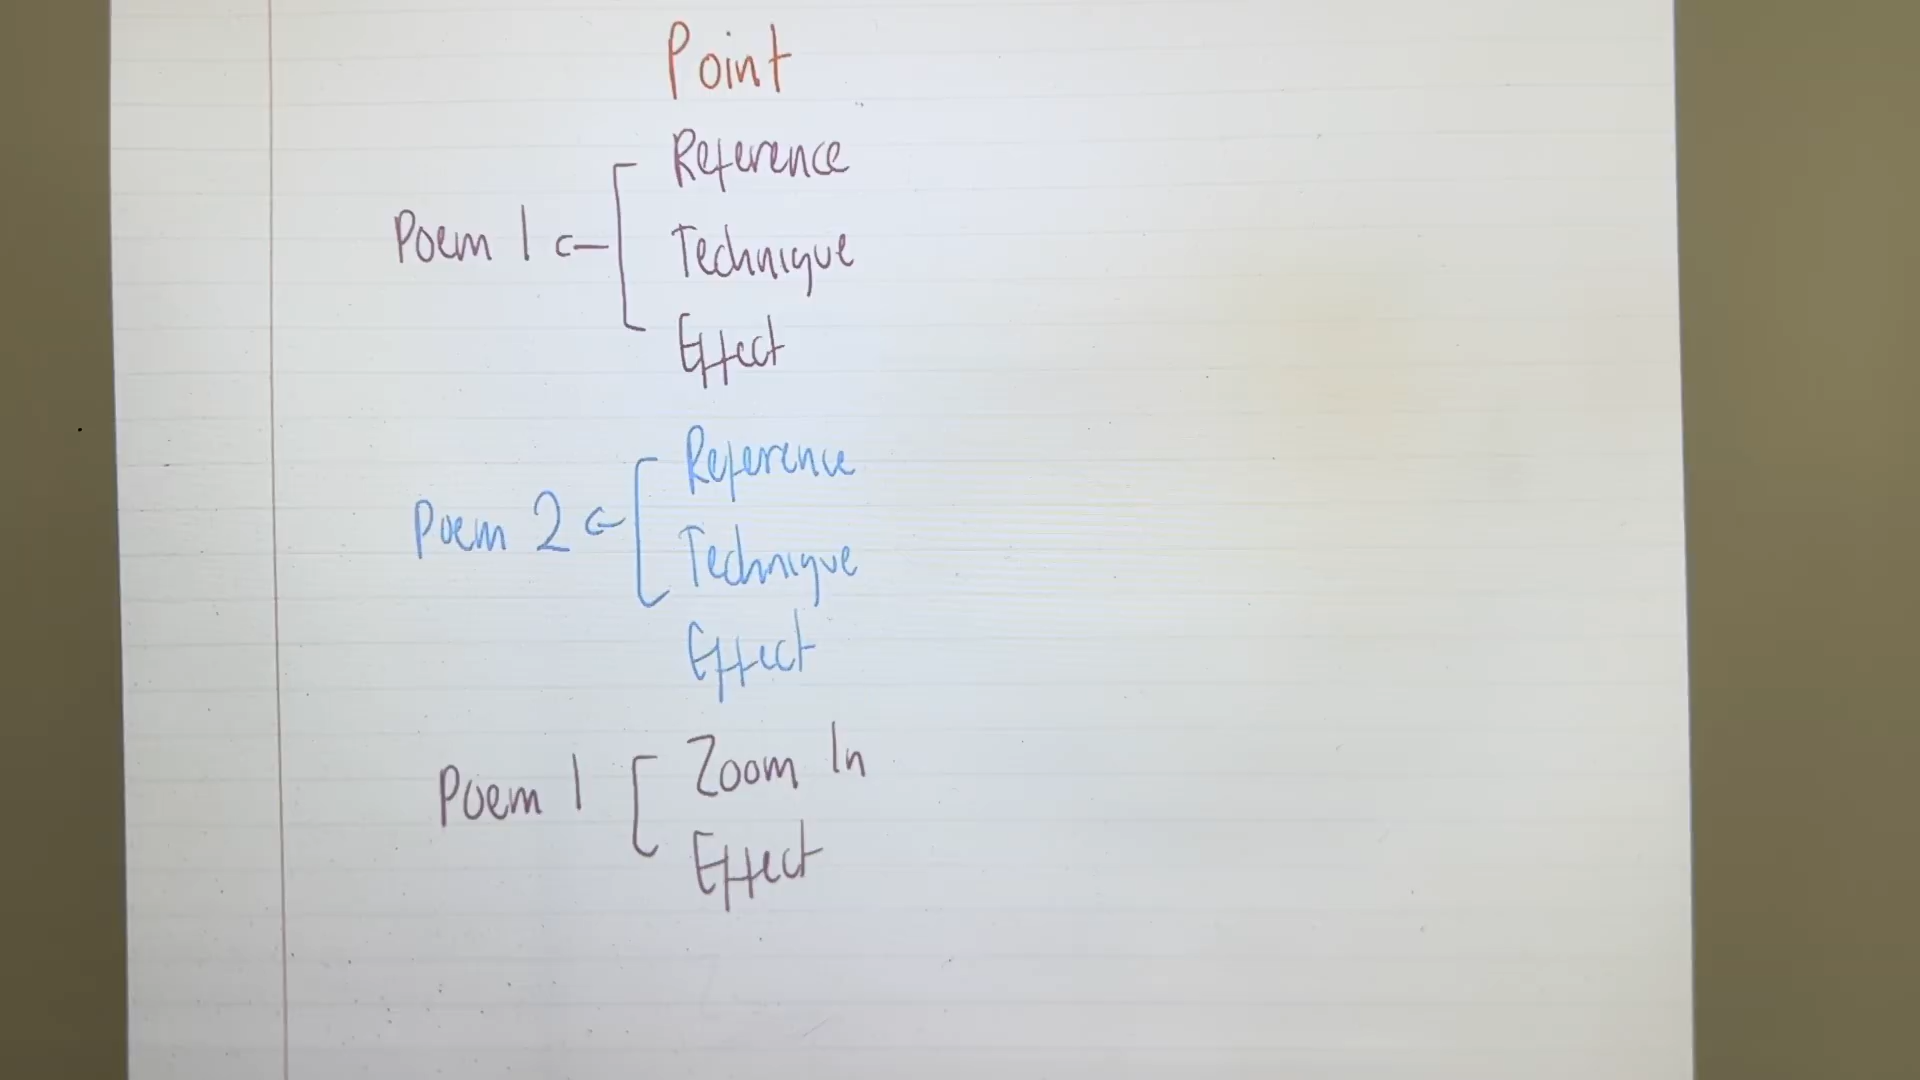 Point
Reference
Poem 1
Technique
Effect
Reference
Poem 2
Technique
Effect
Zoom In
Poem 1
Effect